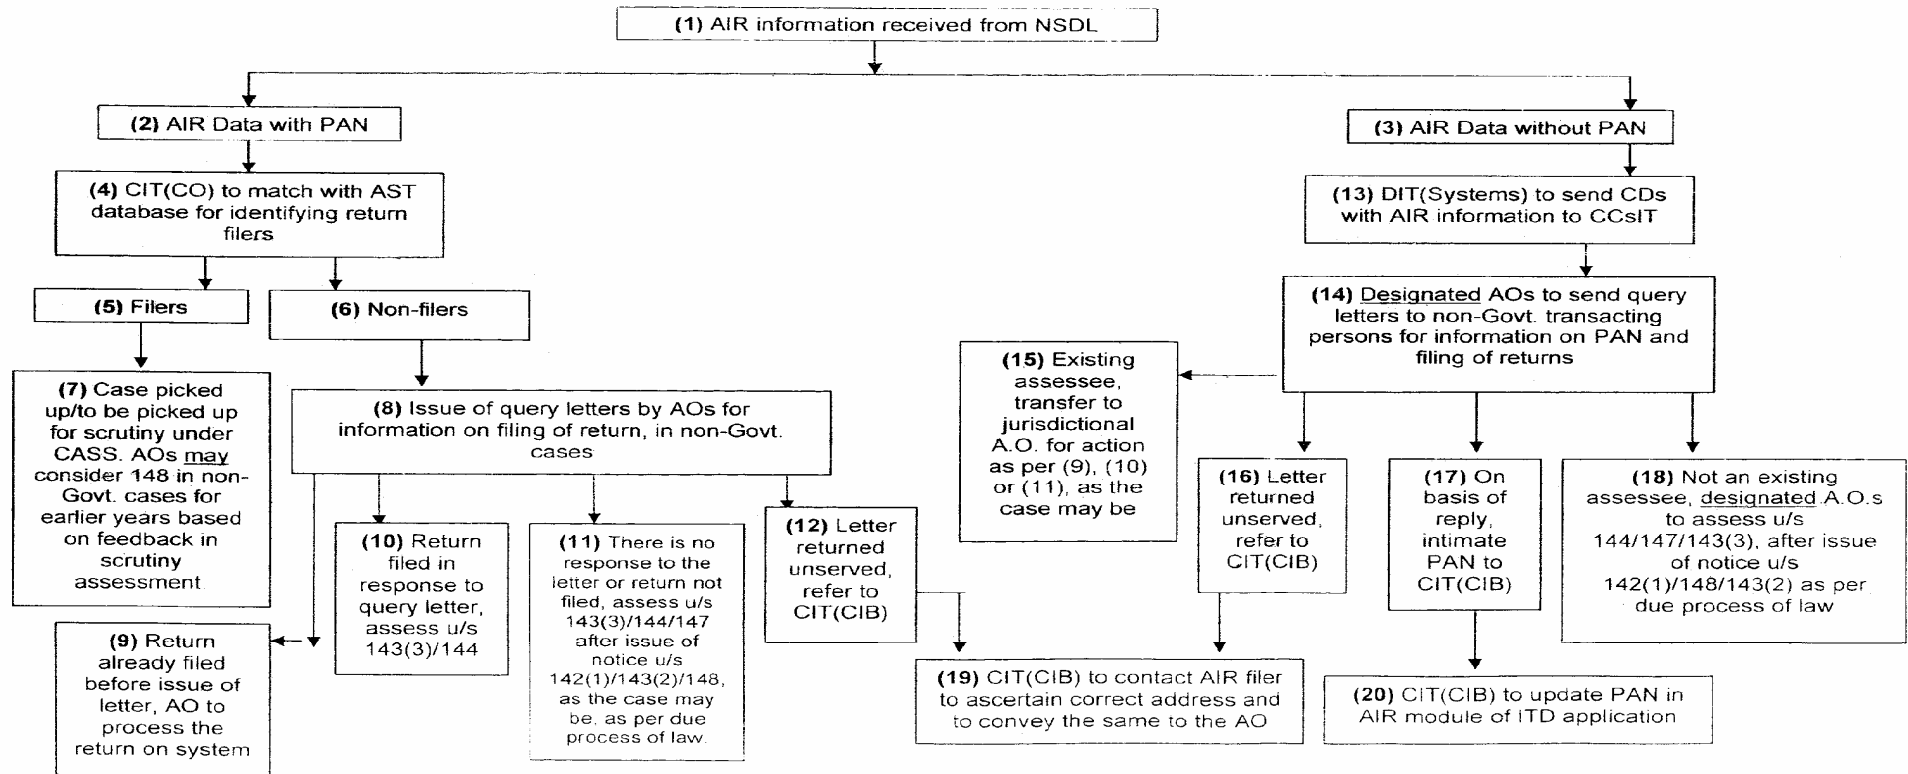 (1) AIR information received from NSDL
(2) AIR Data with PAN
(3) AIR Data without PAN
(4) CIT(CO) to match with AST
database for identifying return
filers
(13) DIT(Systems) to send CDs
with AIR information to CCsIT
(5) Filers
(6) Non-filers
(14) Designated AOs to send query
letters to non-Govt. transacting
persons for information on PAN and
filing of returns
(7) Case picked
up/to be picked up
for scrutiny under
CASS. AOs may
consider 148 in non-
Govt. cases for
earlier years based
on feedback in
scrutiny
assessment
(8) Issue of query letters by AOs for
information on filing of return, in non-Govt.
cases
(15) Existing
assessee,
transfer to
jurisdictional
A.O. for action
as per (9), (10)
or (11), as the
case may be
(9) Return
already filed
before issue of
letter, AO to
process the
return on system
(10) Return
filed in
response to
query letter,
assess u/s
143(3)/144
(11) There is no
response to the
letter or return not
filed, assess u/s
143(3)/144/147
after issue of
notice u/s
142(1)/143(2)/148,
as the case may
be, as per due
process of law.
(12) Letter
returned
unserved,
refer to
CIT(CIB)
(16) Letter
returned
unserved,
refer to
CIT(CIB)
(17) On
basis of
reply,
intimate
PAN to
CIT(CIB)
(18) Not an existing
assessee, designated A.O.s
to assess u/s
144/147/143(3), after issue
of notice u/s
142(1)/148/143(2) as per
due process of law
(19) CIT(CIB) to contact AIR filer
to ascertain correct address and
to convey the same to the AO
(20) CIT(CIB) to update PAN in
AIR module of ITD application